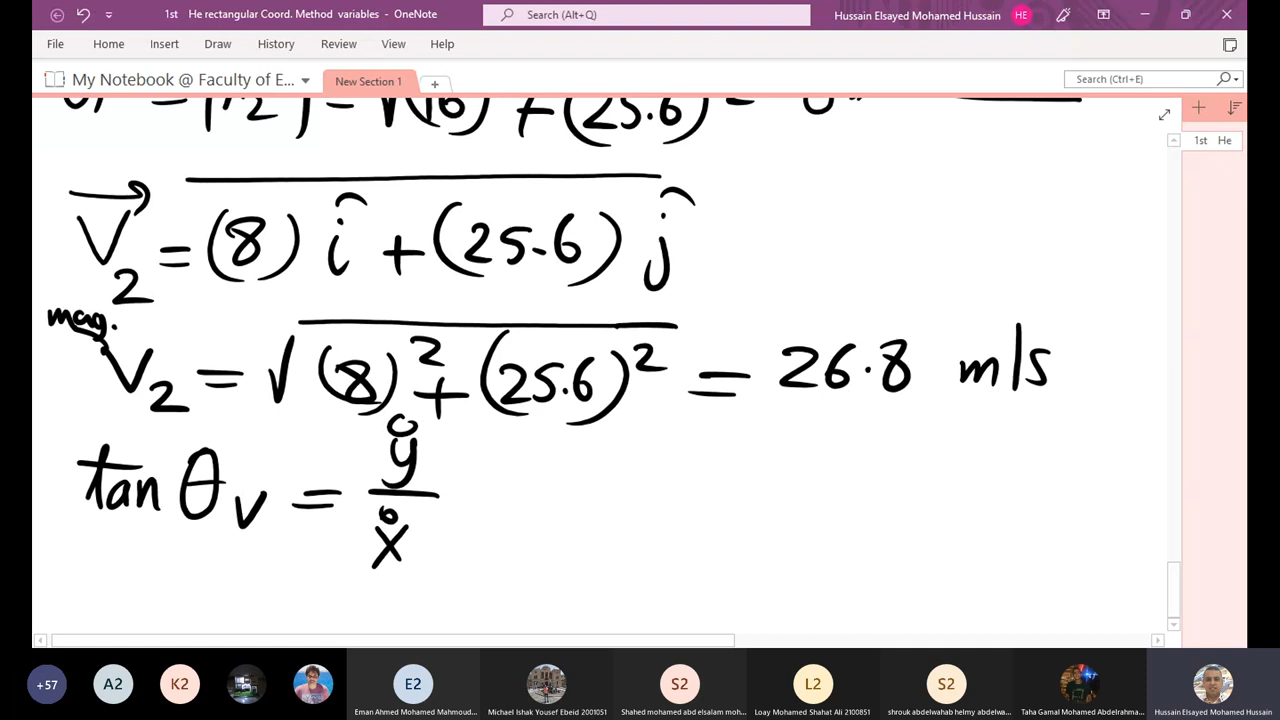 1st He rectangular Coord. Method variables - OneNote
Search (Alt+Q)
Hussain Elsayed Mohamed Hussain HE
File Home Insert Draw History Review View Help
My Notebook @ Faculty of E... New Section 1 +
Search (Ctrl+E)
1st He
= √(16) + (25.6) =
V₂ = (8) î + (25.6) ĵ
mag.
V₂ = √(8)² + (25.6)² = 26.8 m/s
tan θv = ẏ / ẋ
+57 A2 K2 E2 S2 L2 S2
Eman Ahmed Mohamed Mahmoud... Michael Ishak Yousef Ebeid 2001051 Shahed mohamed abd elsalam moh... Loay Mohamed Shahat Ali 2100851 shrouk abdelwahab helmy abdelwa... Taha Gamal Mohamed Abdelrahma... Hussain Elsayed Mohamed Hussain